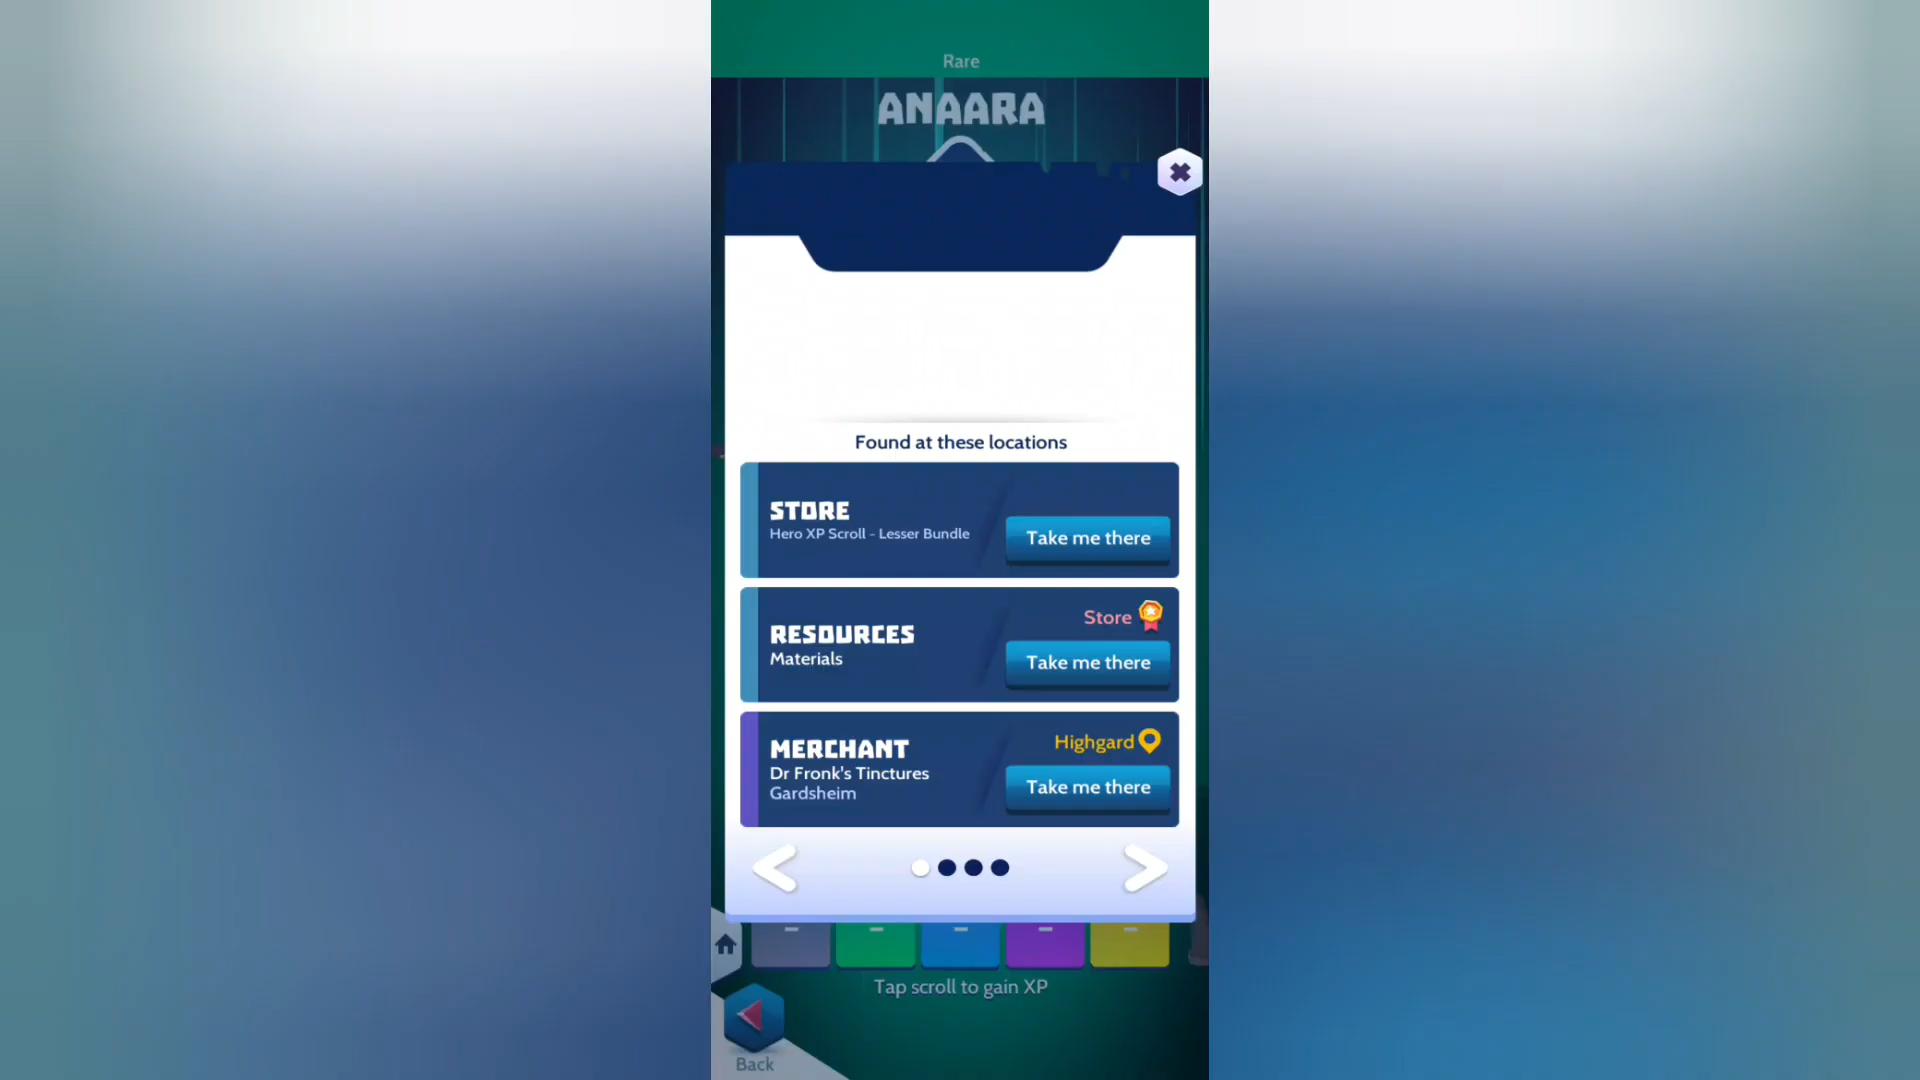 Rare
ANAARA
Found at these locations
STORE
Hero XP Scroll - Lesser Bundle
Take me there
Store
RESOURCES
Materials
Take me there
Highgard
MERCHANT
Dr Fronk's Tinctures
Gardsheim
Take me there
Tap scroll to gain XP
Back